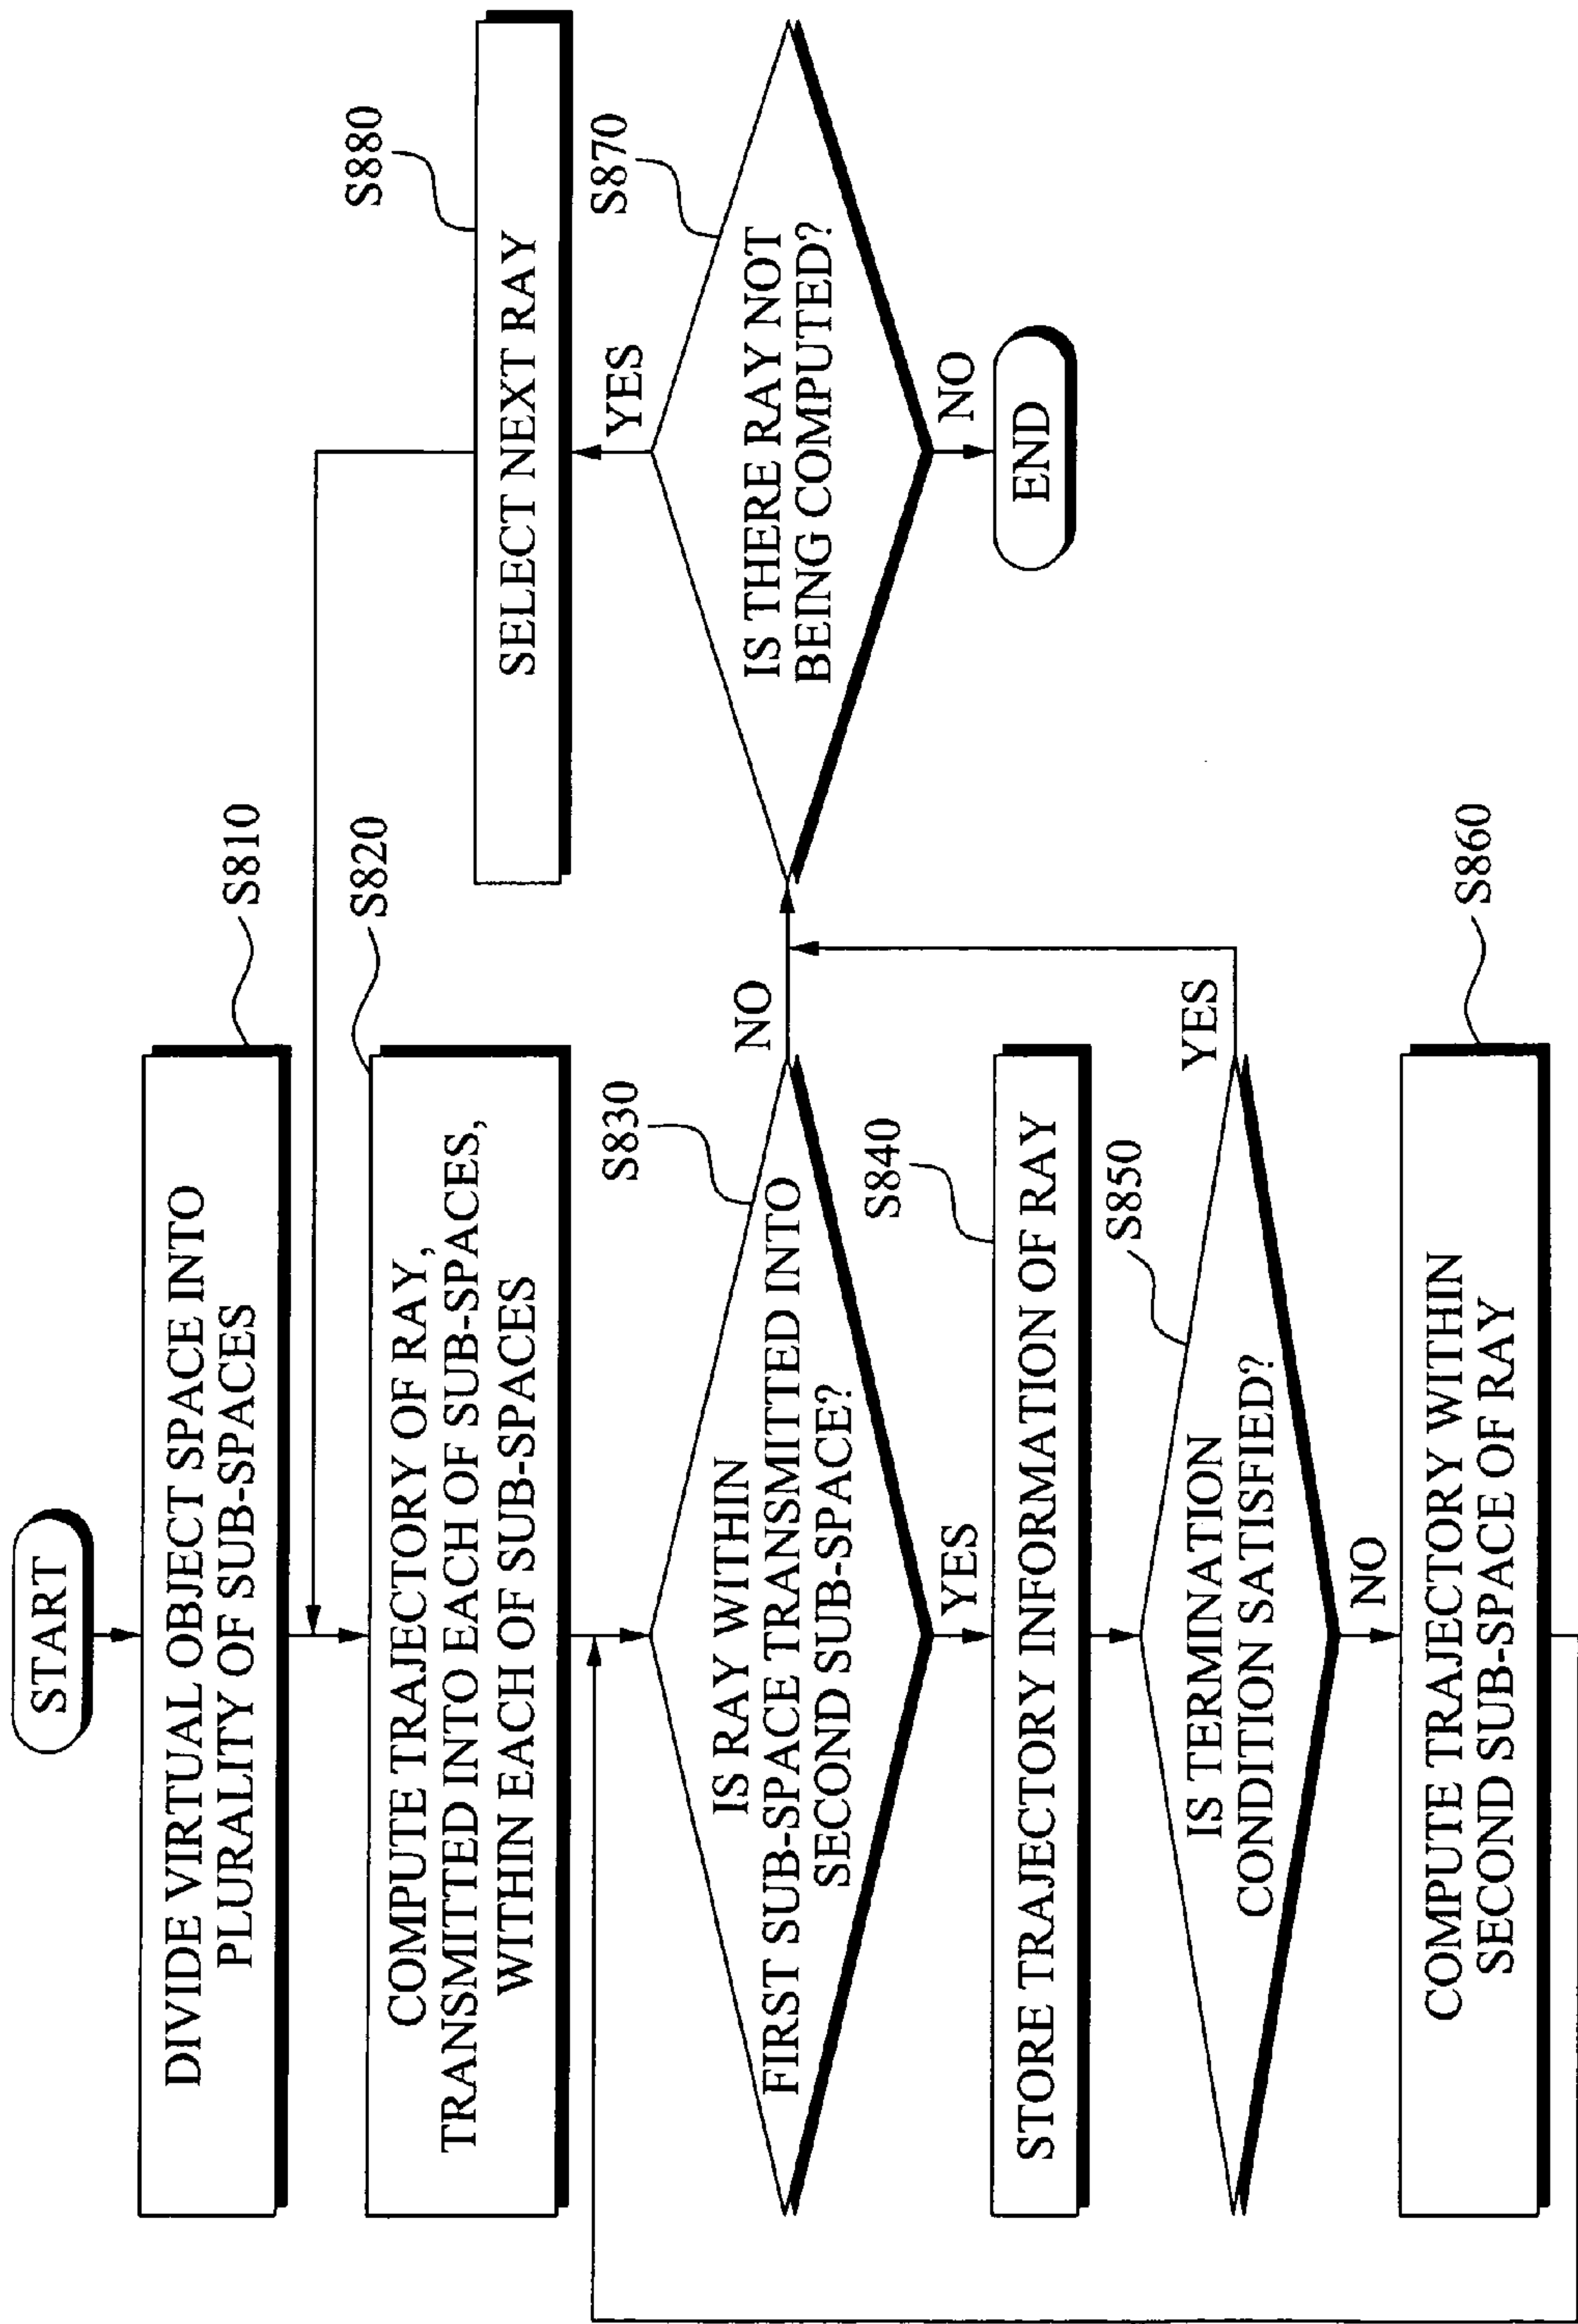 START
DIVIDE VIRTUAL OBJECT SPACE INTO
PLURALITY OF SUB-SPACES
S810
COMPUTE TRAJECTORY OF RAY,
TRANSMITTED INTO EACH OF SUB-SPACES,
WITHIN EACH OF SUB-SPACES
S820
IS RAY WITHIN
FIRST SUB-SPACE TRANSMITTED INTO
SECOND SUB-SPACE?
S830
NO
YES
STORE TRAJECTORY INFORMATION OF RAY
S840
IS TERMINATION
CONDITION SATISFIED?
S850
YES
NO
COMPUTE TRAJECTORY WITHIN
SECOND SUB-SPACE OF RAY
S860
SELECT NEXT RAY
S880
YES
IS THERE RAY NOT
BEING COMPUTED?
S870
NO
END